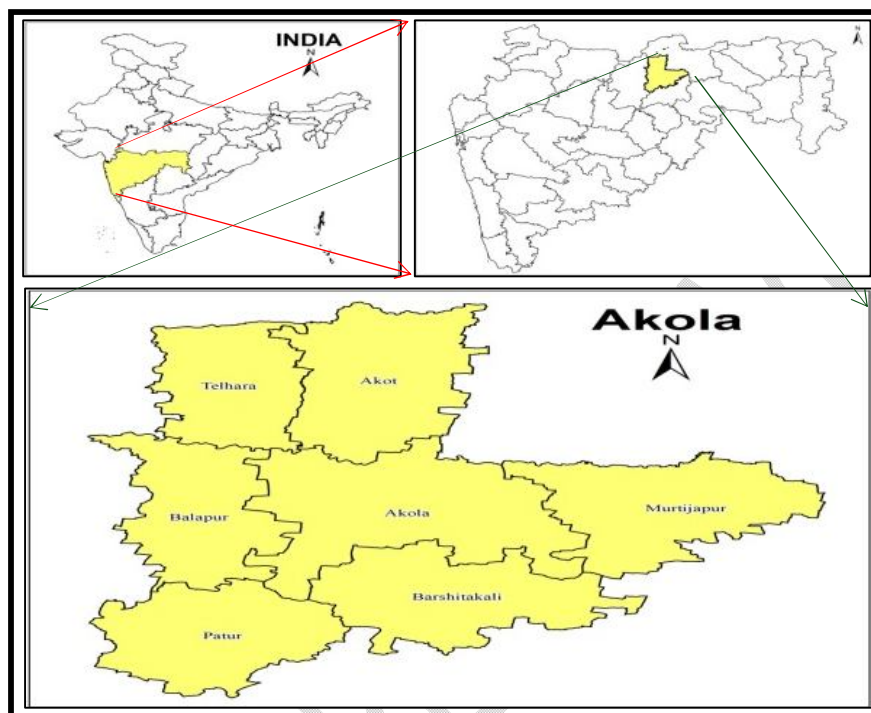 INDIA
N
N
Akola
N
Telhara
Akot
Balapur
Akola
Murtijapur
Barshitakali
Patur